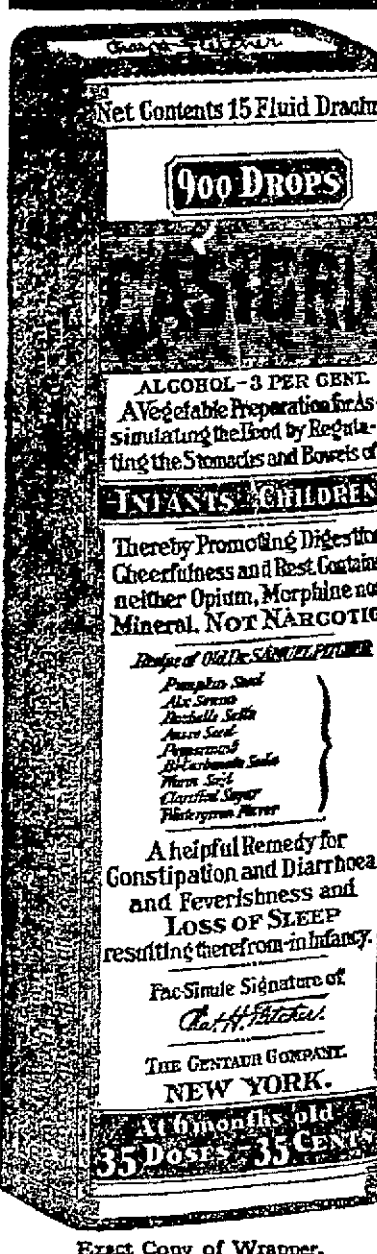 Chas. H. Fletcher
Net Contents 15 Fluid Drachm
900 DROPS
CASTORIA
ALCOHOL-3 PER CENT.
A Vegetable Preparation for As-
similating the Food by Regula-
ting the Stomachs and Bowels of
INFANTS CHILDREN
Thereby Promoting Digestion
Cheerfulness and Rest. Contains
neither Opium, Morphine nor
Mineral. NOT NARCOTIC
Recipe of Old Dr. SAMUEL PITCHER
Pumpkin Seed
Alx Senna
Rochelle Salts
Anise Seed
Peppermint
Bi-Carbonate Soda
Worm Seed
Clarified Sugar
Wintergreen Flavor
A helpful Remedy for
Constipation and Diarrhoea
and Feverishness and
LOSS OF SLEEP
resulting therefrom-in Infancy.
Fac-Simile Signature of
Chas. H. Fletcher.
THE CENTAUR COMPANY.
NEW YORK.
At 6 months old
35 DOSES - 35 CENTS
Exact Copy of Wrapper.